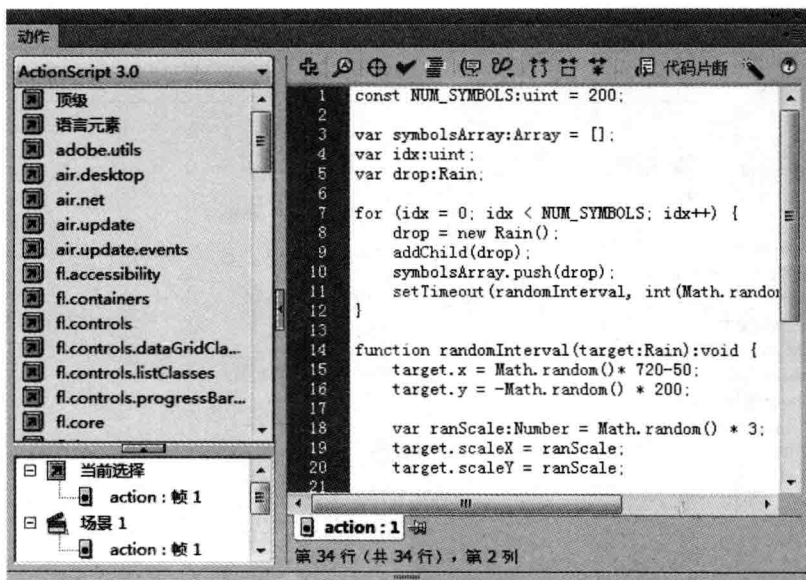 动作
ActionScript 3.0
顶级
语言元素
adobe.utils
air.desktop
air.net
air.update
air.update.events
fl.accessibility
fl.containers
fl.controls
fl.controls.dataGridCla...
fl.controls.listClasses
fl.controls.progressBar...
fl.core
当前选择
action : 帧 1
场景 1
action : 帧 1
代码片断
1 const NUM_SYMBOLS:uint = 200;
2
3 var symbolsArray:Array = [];
4 var idx:uint;
5 var drop:Rain;
6
7 for (idx = 0; idx < NUM_SYMBOLS; idx++) {
8 drop = new Rain();
9 addChild(drop);
10 symbolsArray.push(drop);
11 setTimeout(randomInterval, int(Math.random
12 }
13
14 function randomInterval(target:Rain):void {
15 target.x = Math.random()* 720-50;
16 target.y = -Math.random() * 200;
17
18 var ranScale:Number = Math.random() * 3;
19 target.scaleX = ranScale;
20 target.scaleY = ranScale;
21
action : 1
第 34 行 (共 34 行) , 第 2 列